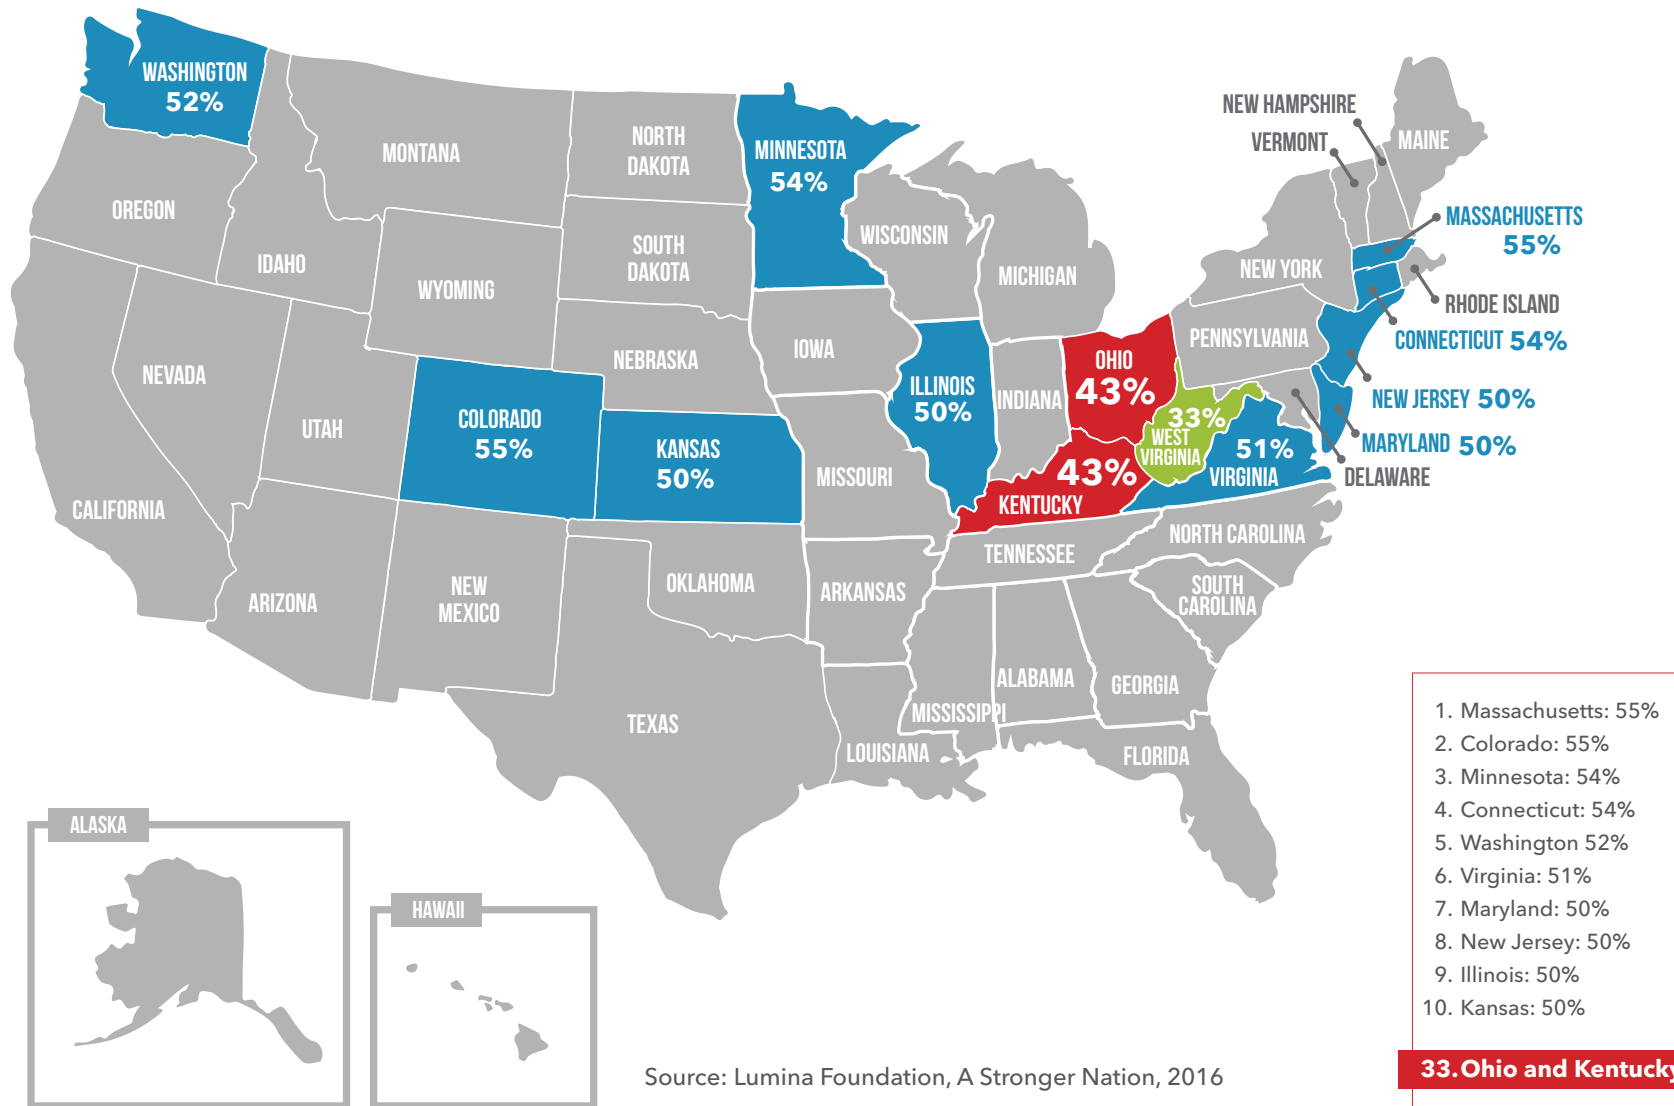 WASHINGTON
52%
OREGON
CALIFORNIA
NEVADA
IDAHO
MONTANA
WYOMING
UTAH
COLORADO
55%
ARIZONA
NEW
MEXICO
NORTH
DAKOTA
SOUTH
DAKOTA
NEBRASKA
KANSAS
50%
OKLAHOMA
TEXAS
MINNESOTA
54%
IOWA
MISSOURI
ARKANSAS
LOUISIANA
WISCONSIN
ILLINOIS
50%
MICHIGAN
INDIANA
OHIO
43%
43%
KENTUCKY
TENNESSEE
MISSISSIPPI
ALABAMA
GEORGIA
FLORIDA
SOUTH
CAROLINA
NORTH CAROLINA
33%
WEST
VIRGINIA
51%
VIRGINIA
PENNSYLVANIA
NEW YORK
NEW HAMPSHIRE
VERMONT
MAINE
MASSACHUSETTS
55%
RHODE ISLAND
CONNECTICUT 54%
NEW JERSEY 50%
MARYLAND 50%
DELAWARE
ALASKA
HAWAII
1. Massachusetts: 55%
2. Colorado: 55%
3. Minnesota: 54%
4. Connecticut: 54%
5. Washington 52%
6. Virginia: 51%
7. Maryland: 50%
8. New Jersey: 50%
9. Illinois: 50%
10. Kansas: 50%
33. Ohio and Kentucky
Source: Lumina Foundation, A Stronger Nation, 2016